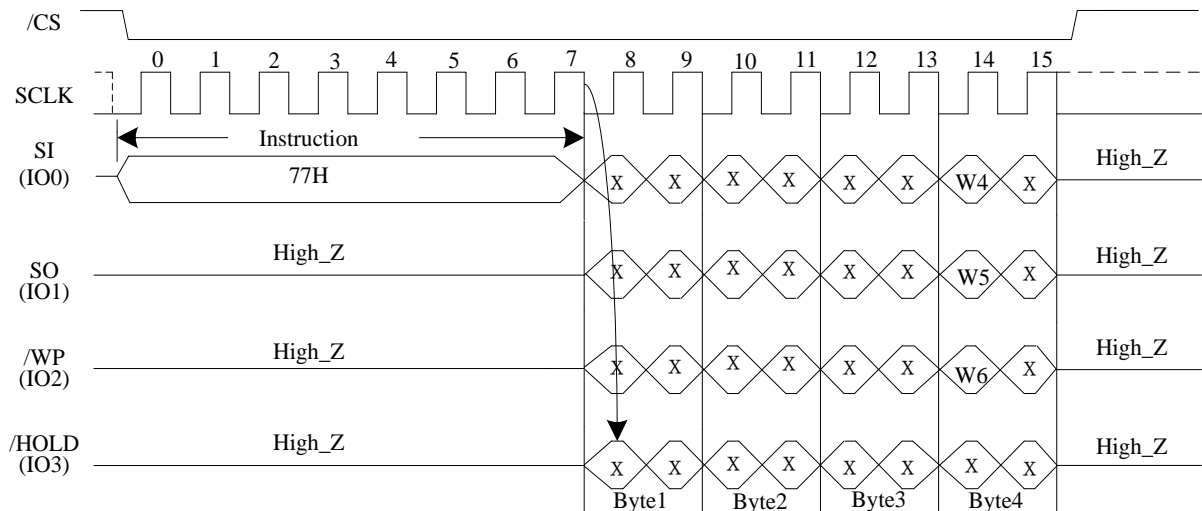 /CS
0 1 2 3 4 5 6 7 8 9 10 11 12 13 14 15
SCLK
Instruction
SI
(IO0)
77H
X X X X X X W4 X
High_Z
SO
(IO1)
High_Z
X X X X X X W5 X
High_Z
/WP
(IO2)
High_Z
X X X X X X W6 X
High_Z
/HOLD
(IO3)
High_Z
X X X X X X X X
High_Z
Byte1 Byte2 Byte3 Byte4